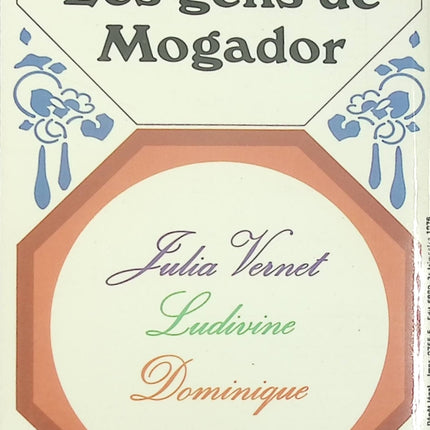 Les gens de
Mogador
Julia Vernet
Ludivine
Dominique